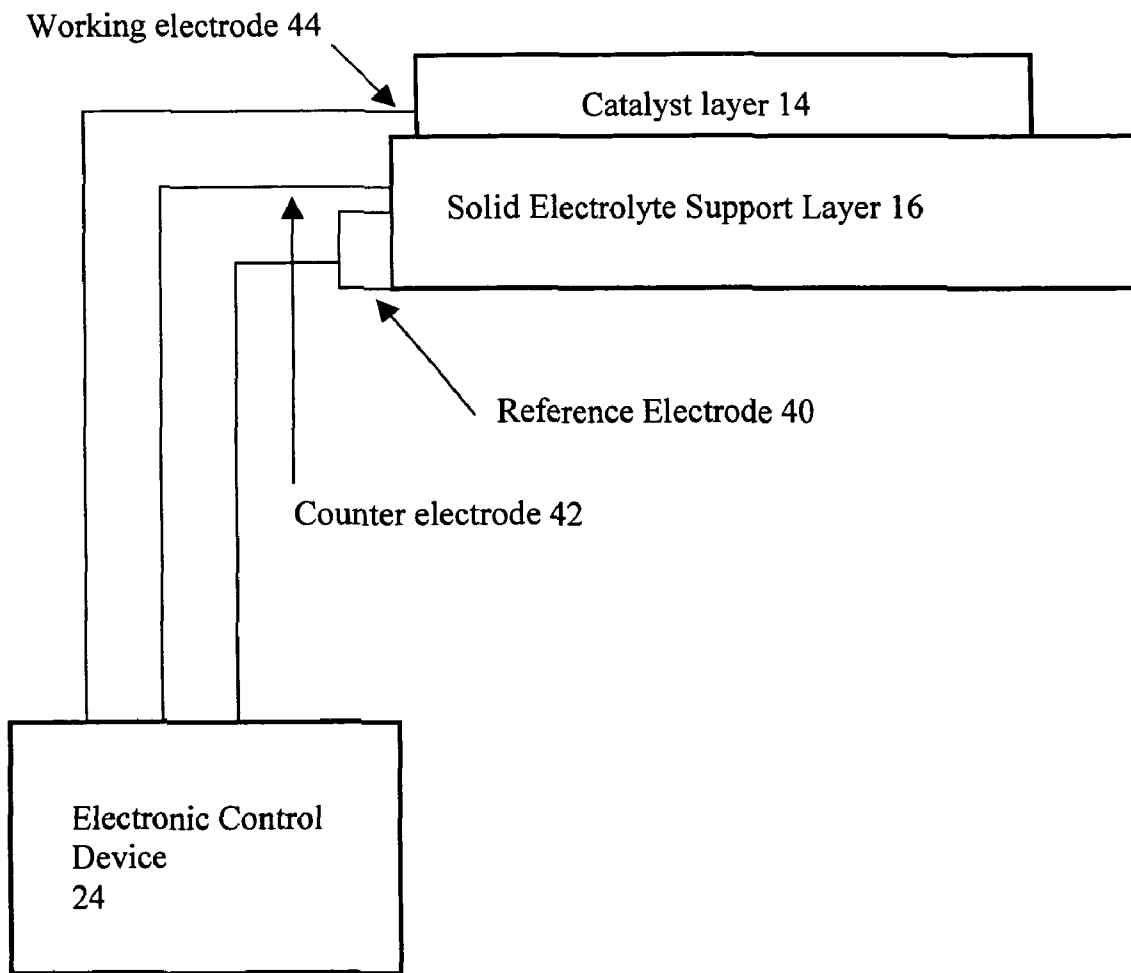 Working electrode 44
Catalyst layer 14
Solid Electrolyte Support Layer 16
Reference Electrode 40
Counter electrode 42
Electronic Control
Device
24